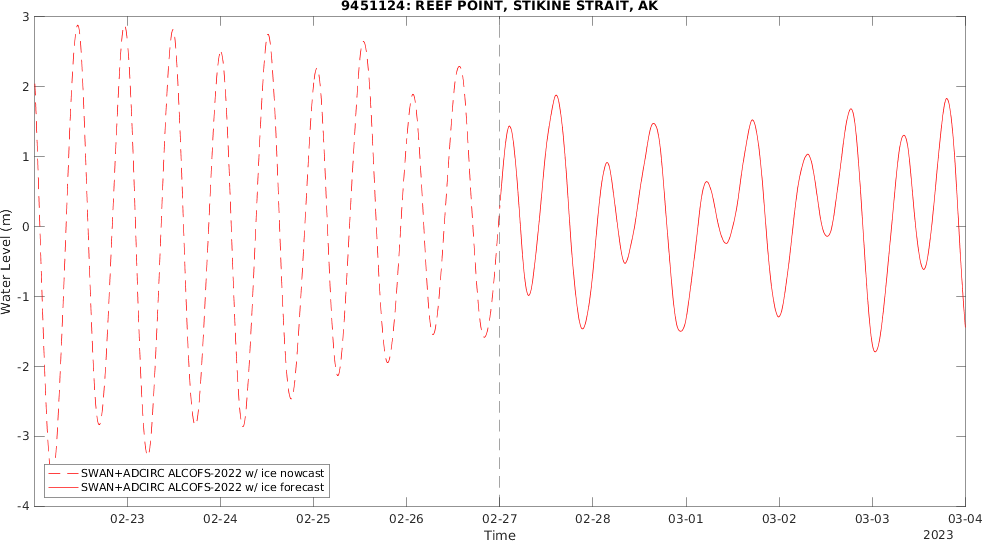 9451124: REEF POINT, STIKINE STRAIT, AK
Water Level (m)
3
2
1
0
-1
-2
-3
-4
SWAN+ADCIRC ALCOFS-2022 w/ ice nowcast
SWAN+ADCIRC ALCOFS-2022 w/ ice forecast
02-23 02-24 02-25 02-26 02-27 02-28 03-01 03-02 03-03 03-04
Time
2023